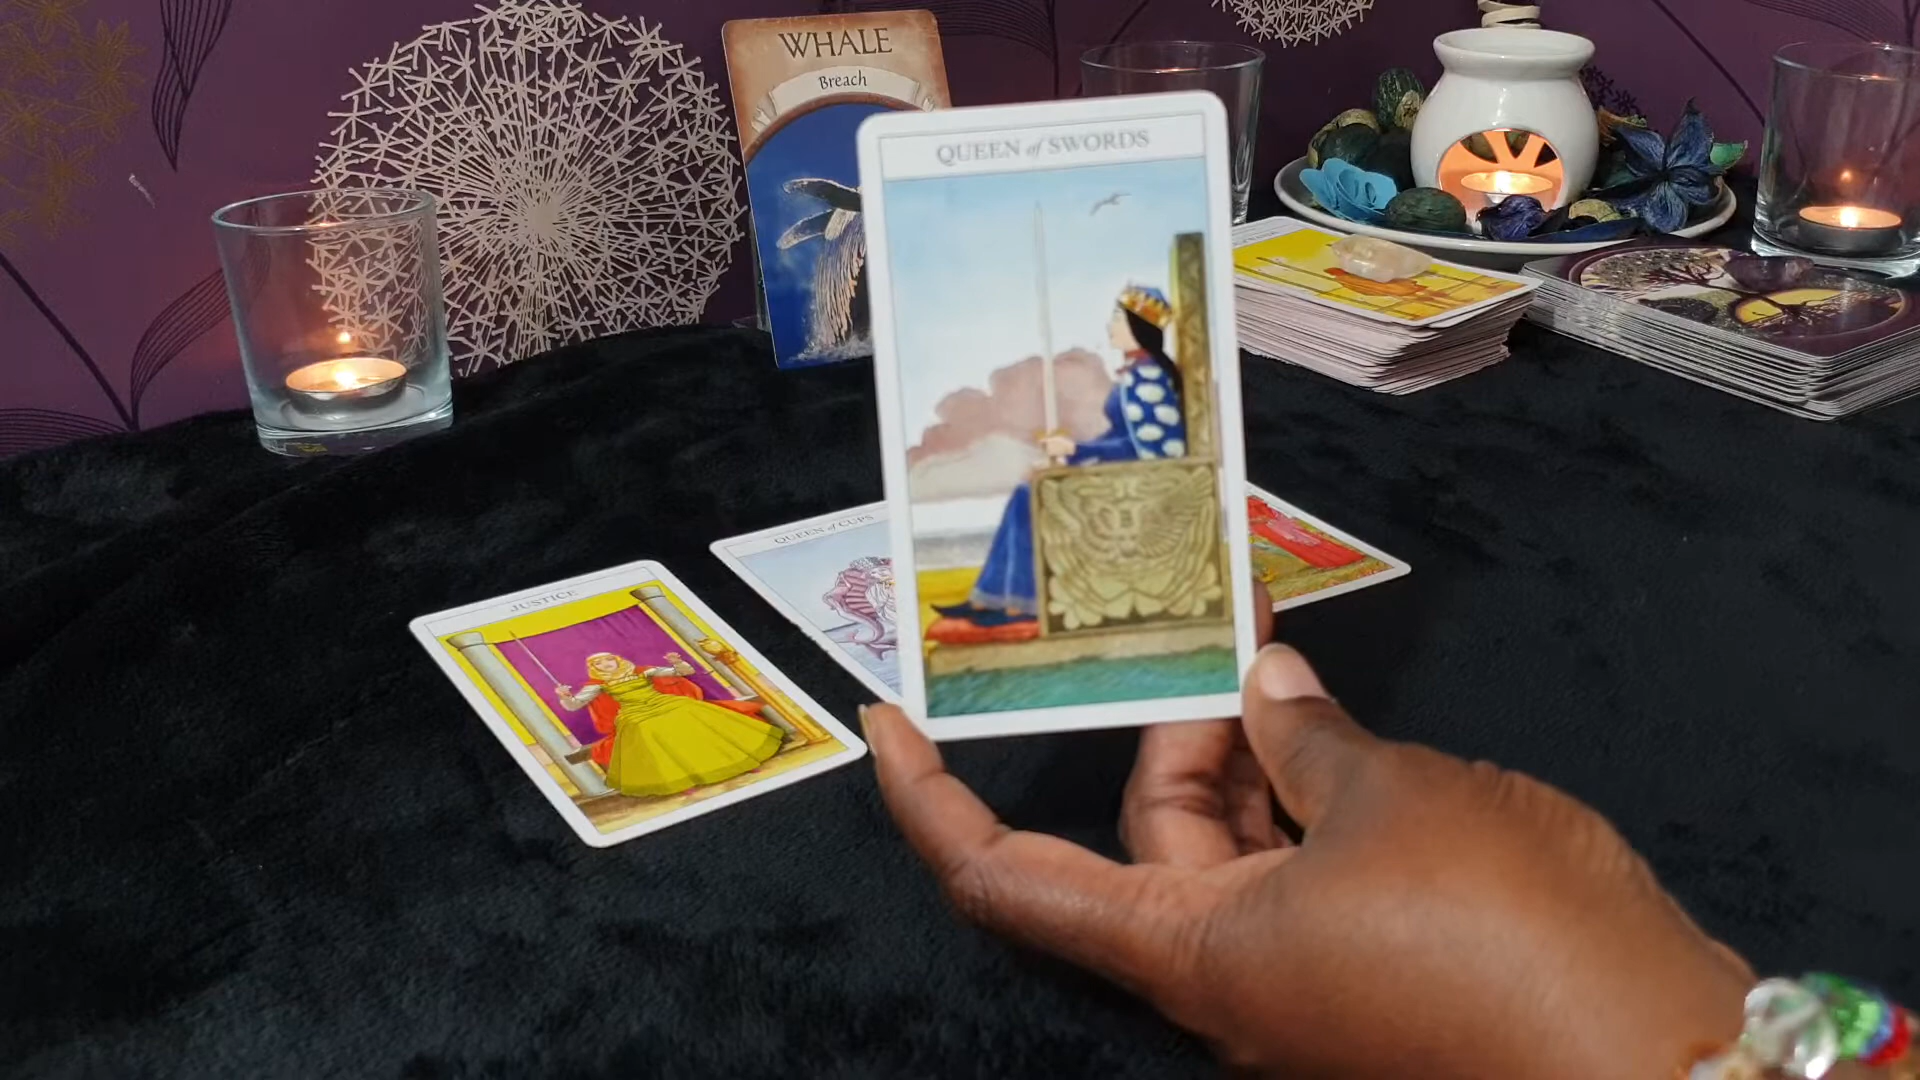 WHALE
Breach
QUEEN of SWORDS
QUEEN of CUPS
JUSTICE